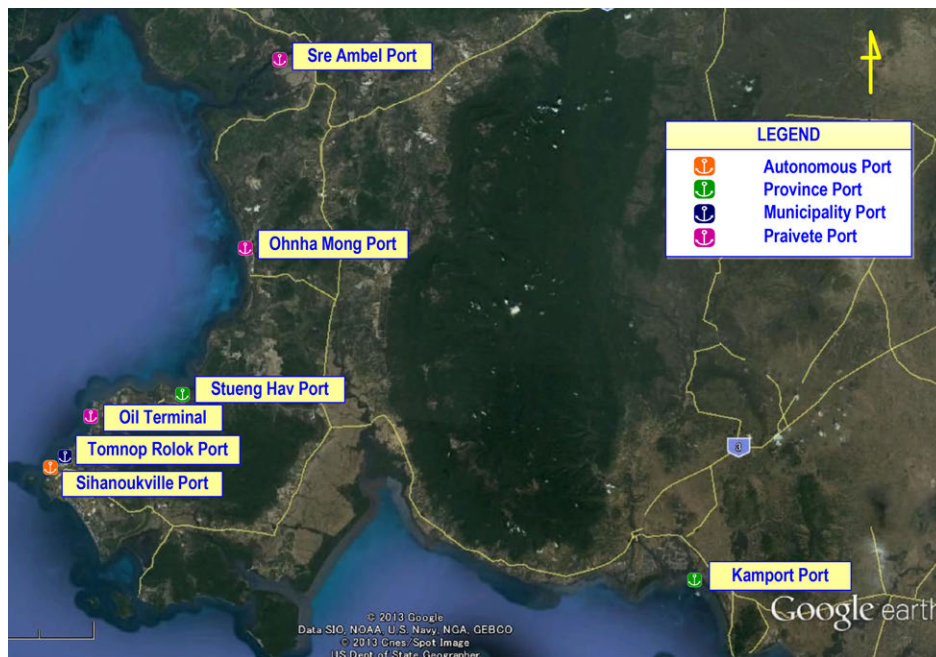 Sre Ambel Port
LEGEND
Autonomous Port
Province Port
Municipality Port
Praivete Port
Ohnha Mong Port
Stueng Hav Port
Oil Terminal
Tomnop Rolok Port
Sihanoukville Port
3
Kamport Port
Google earth
© 2013 Google
Data SIO, NOAA, U.S. Navy, NGA, GEBCO
© 2013 Cnes/Spot Image
US Dept of State Geographer